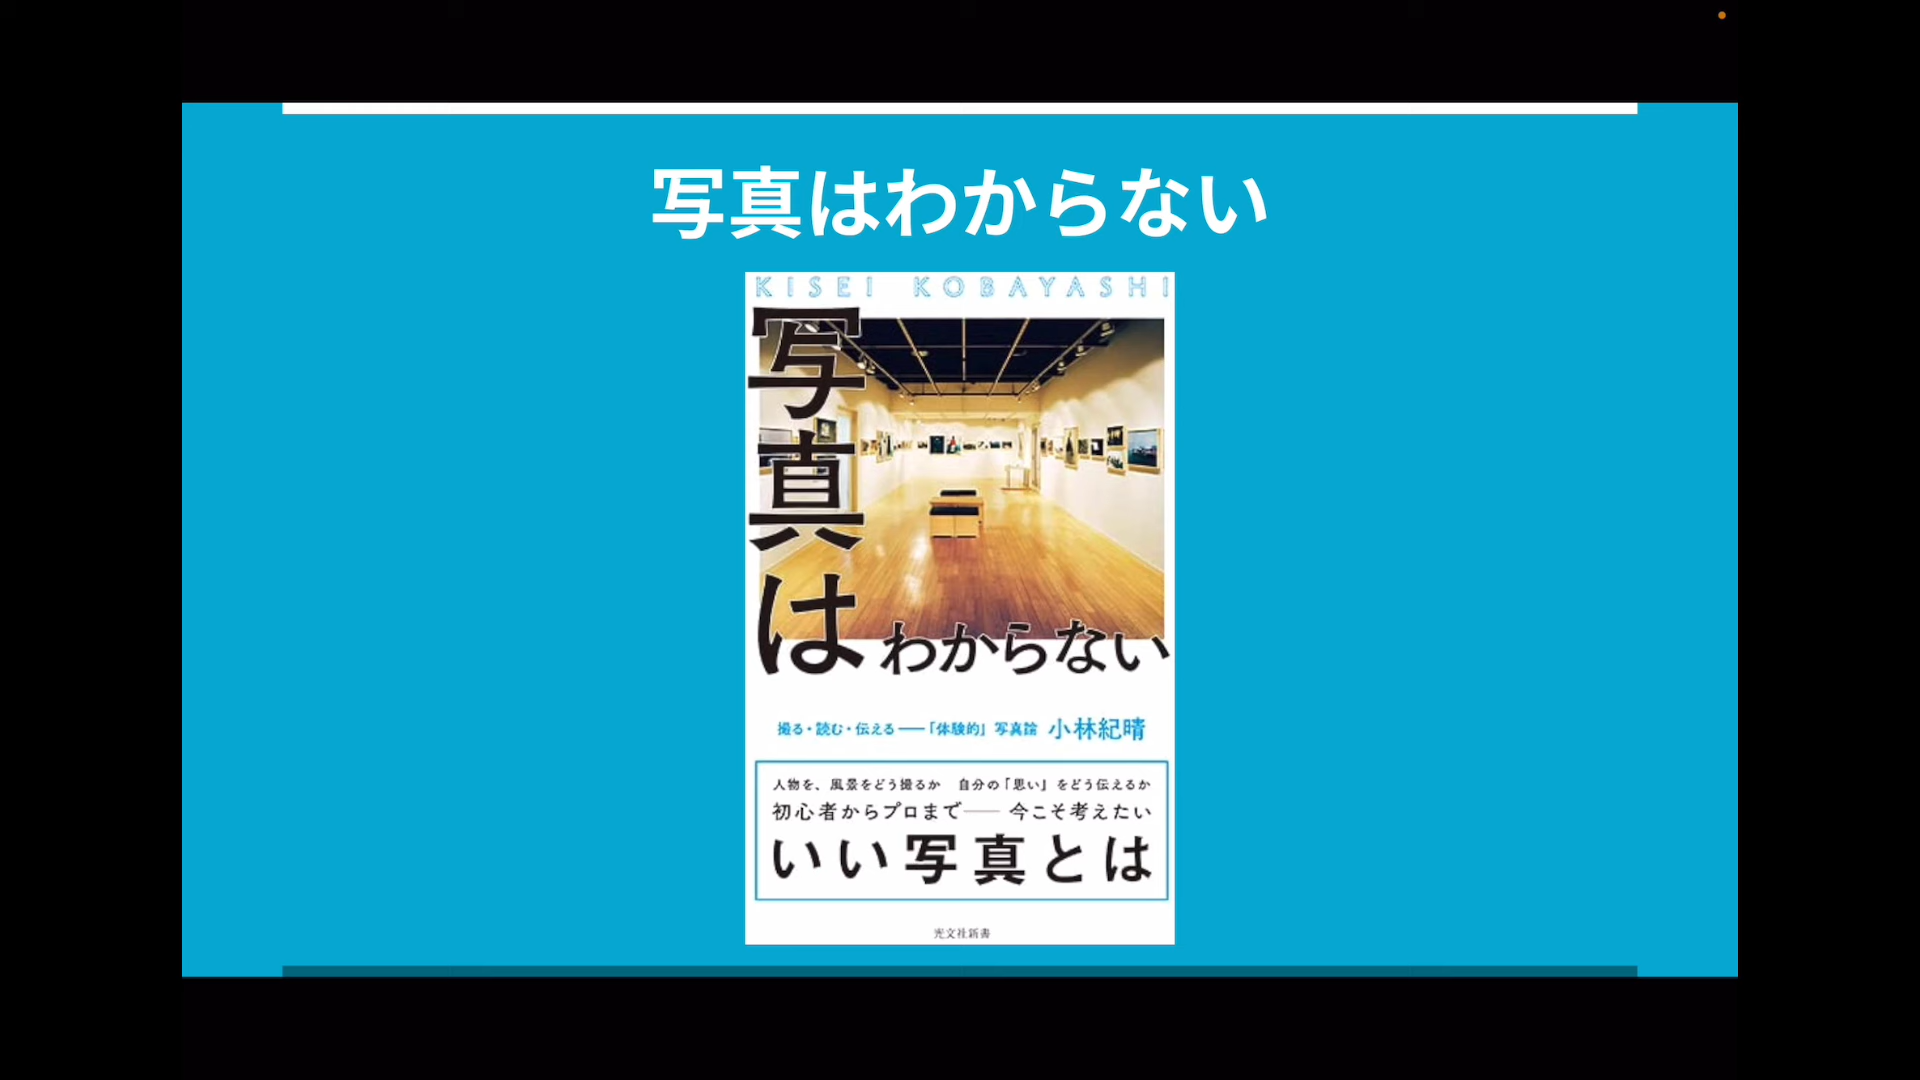 写真はわからない
KISEI KOBAYASHI
写真はわからない
撮る・読む・伝える——「体験的」写真論 小林紀晴
人物を、風景をどう撮るか 自分の「思い」をどう伝えるか
初心者からプロまで——今こそ考えたい
いい写真とは
光文社新書